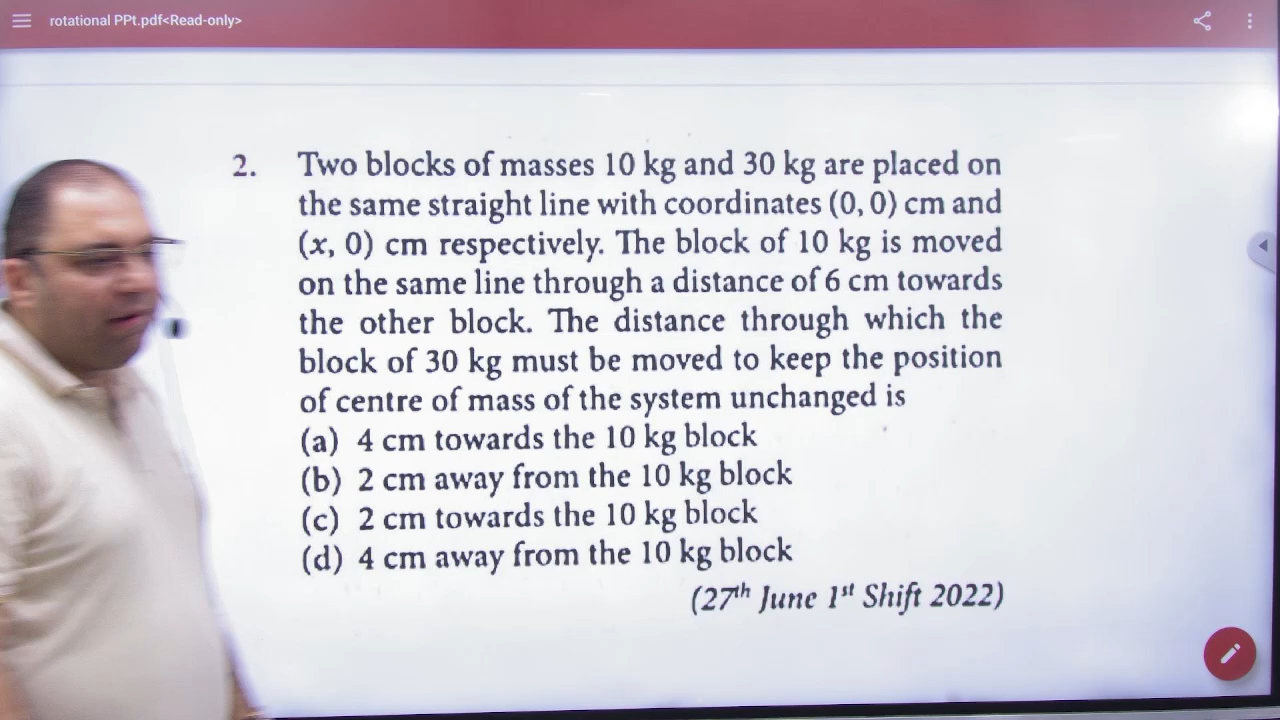 rotational PPt.pdf<Read-only>
2. Two blocks of masses 10 kg and 30 kg are placed on
the same straight line with coordinates (0, 0) cm and
(x, 0) cm respectively. The block of 10 kg is moved
on the same line through a distance of 6 cm towards
the other block. The distance through which the
block of 30 kg must be moved to keep the position
of centre of mass of the system unchanged is
(a) 4 cm towards the 10 kg block
(b) 2 cm away from the 10 kg block
(c) 2 cm towards the 10 kg block
(d) 4 cm away from the 10 kg block
(27th June 1st Shift 2022)